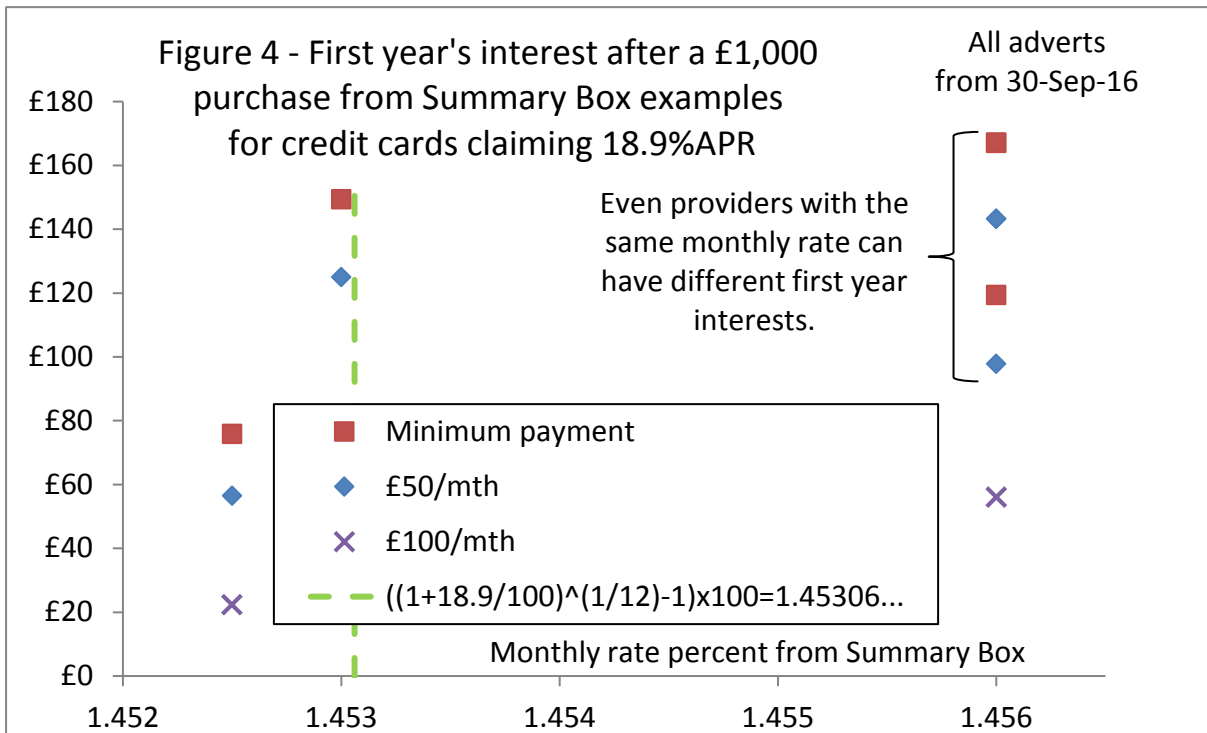 Figure 4 - First year's interest after a £1,000
purchase from Summary Box examples
for credit cards claiming 18.9%APR
All adverts
from 30-Sep-16
£180
£160
£140
£120
£100
£80
£60
£40
£20
£0
Even providers with the
same monthly rate can
have different first year
interests.
Minimum payment
£50/mth
£100/mth
((1+18.9/100)^(1/12)-1)x100=1.45306...
Monthly rate percent from Summary Box
1.452 1.453 1.454 1.455 1.456